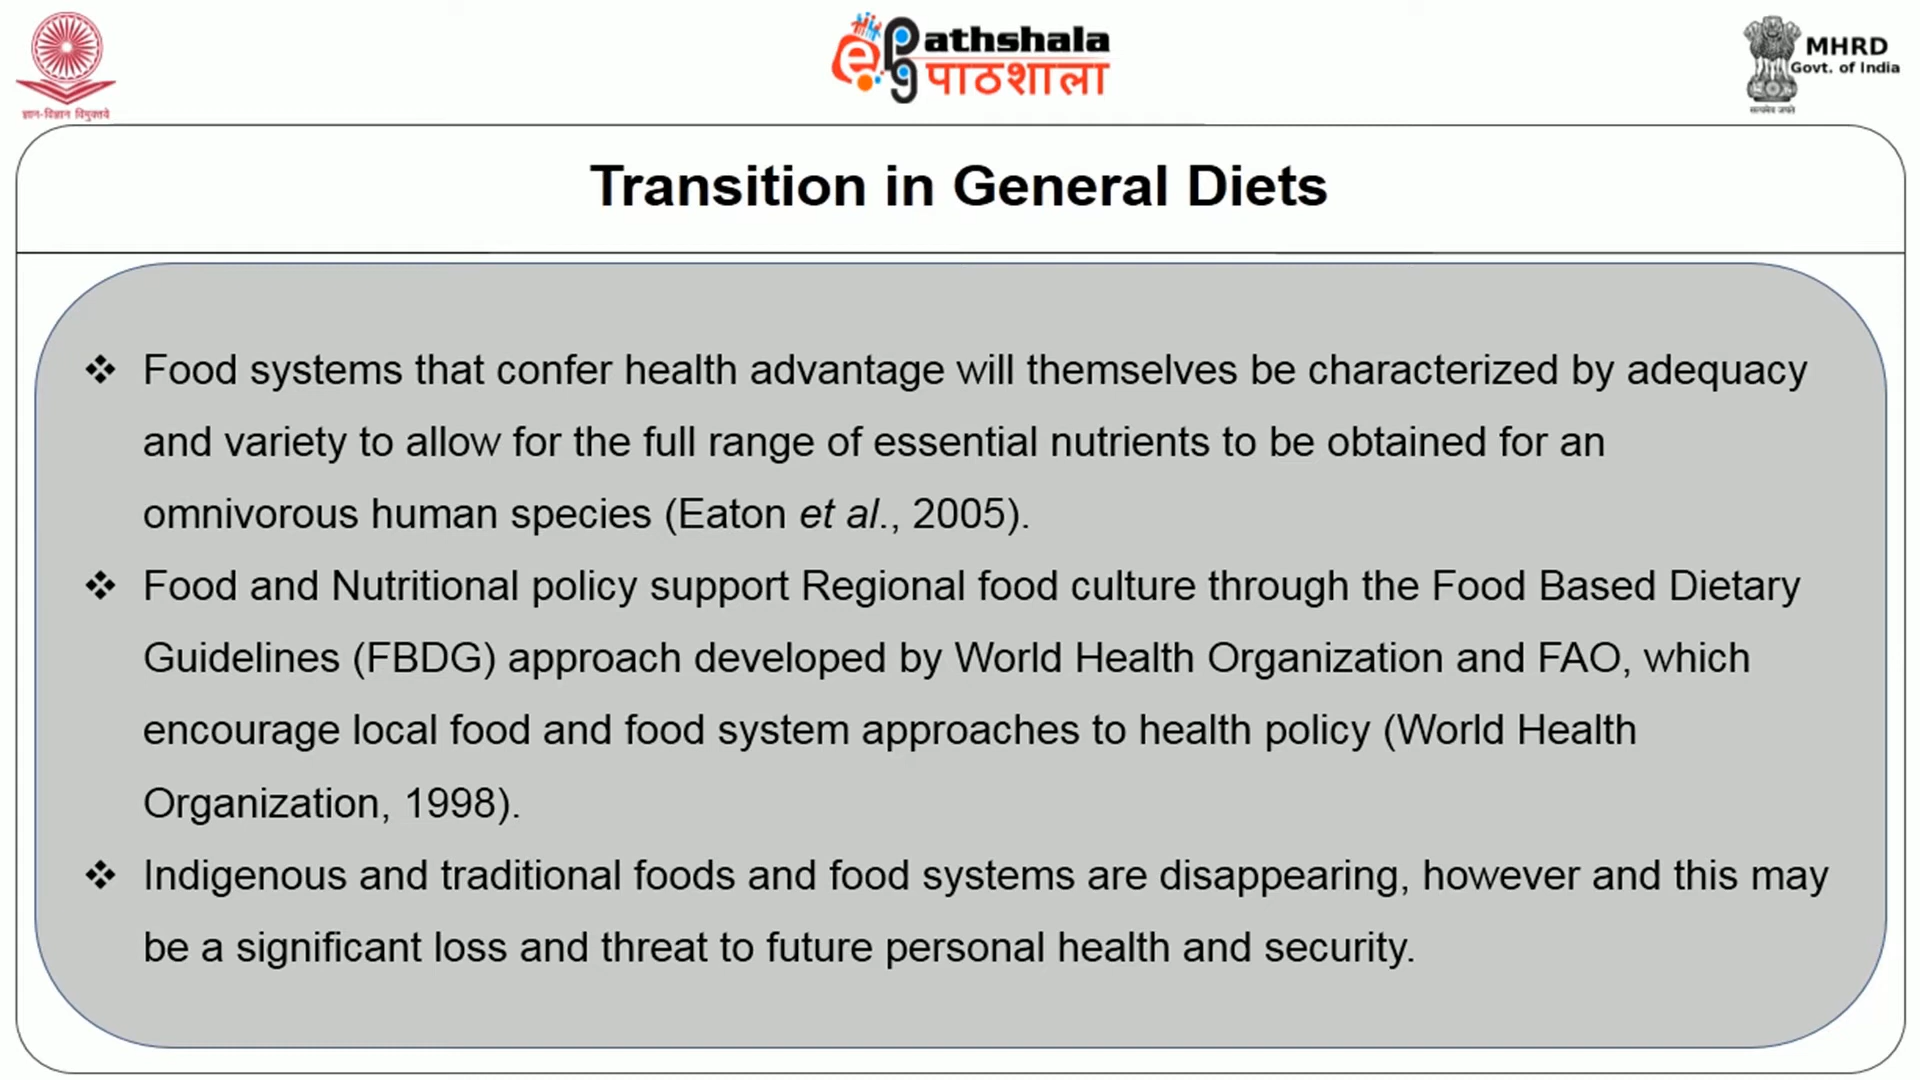 ज्ञान-विज्ञान विमुक्तये
e pg Pathshala
पाठशाला
MHRD
Govt. of India
सत्यमेव जयते
Transition in General Diets
❖ Food systems that confer health advantage will themselves be characterized by adequacy
and variety to allow for the full range of essential nutrients to be obtained for an
omnivorous human species (Eaton et al., 2005).
❖ Food and Nutritional policy support Regional food culture through the Food Based Dietary
Guidelines (FBDG) approach developed by World Health Organization and FAO, which
encourage local food and food system approaches to health policy (World Health
Organization, 1998).
❖ Indigenous and traditional foods and food systems are disappearing, however and this may
be a significant loss and threat to future personal health and security.